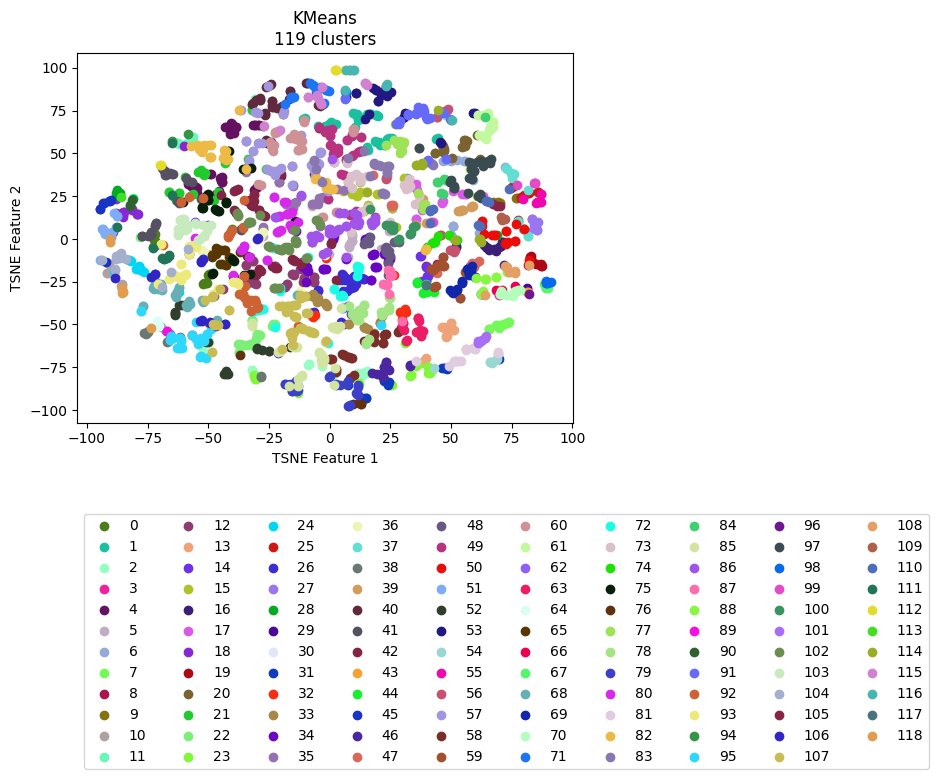 KMeans
119 clusters
100
75
50
25
0
−25
−50
−75
−100
TSNE Feature 2
−100 −75 −50 −25 0 25 50 75 100
TSNE Feature 1
0 12 24 36 48 60 72 84 96 108
1 13 25 37 49 61 73 85 97 109
2 14 26 38 50 62 74 86 98 110
3 15 27 39 51 63 75 87 99 111
4 16 28 40 52 64 76 88 100 112
5 17 29 41 53 65 77 89 101 113
6 18 30 42 54 66 78 90 102 114
7 19 31 43 55 67 79 91 103 115
8 20 32 44 56 68 80 92 104 116
9 21 33 45 57 69 81 93 105 117
10 22 34 46 58 70 82 94 106 118
11 23 35 47 59 71 83 95 107